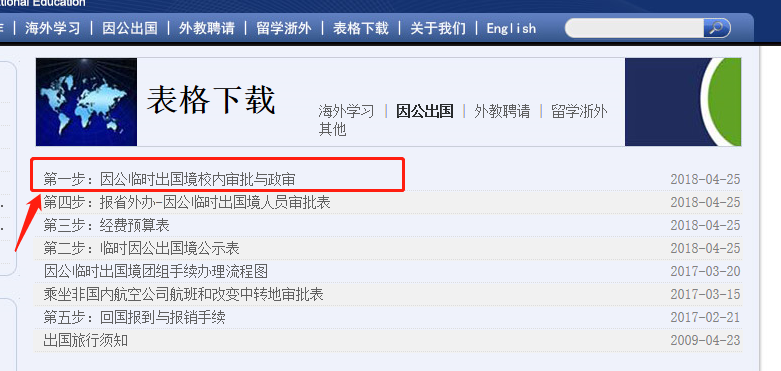 ational Education
作 | 海外学习 | 因公出国 | 外教聘请 | 留学浙外 | 表格下载 | 关于我们 | English
表格下载
海外学习 | 因公出国 | 外教聘请 | 留学浙外
其他
第一步：因公临时出国境校内审批与政审 2018-04-25
第四步：报省外办-因公临时出国境人员审批表 2018-04-25
第三步：经费预算表 2018-04-25
第二步：临时因公出国境公示表 2018-04-25
因公临时出国境团组手续办理流程图 2017-03-20
乘坐非国内航空公司航班和改变中转地审批表 2017-03-15
第五步：回国报到与报销手续 2017-02-21
出国旅行须知 2009-04-23